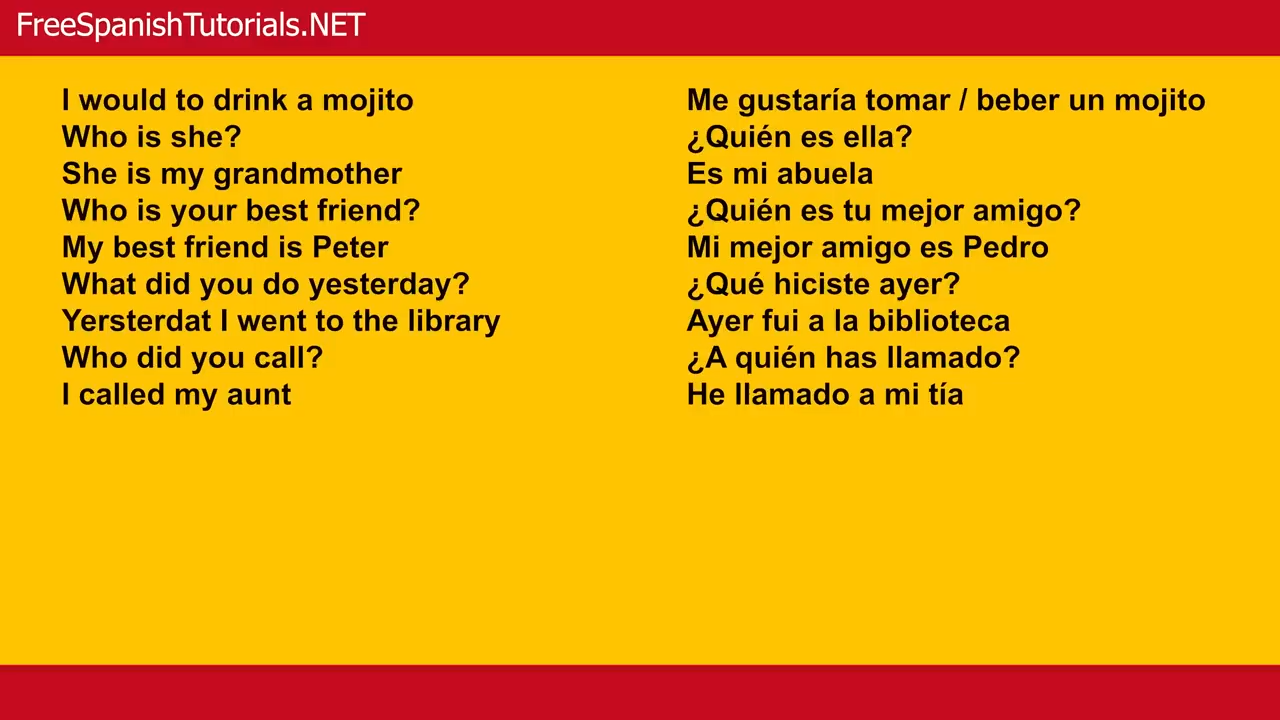 FreeSpanishTutorials.NET
I would to drink a mojito
Who is she?
She is my grandmother
Who is your best friend?
My best friend is Peter
What did you do yesterday?
Yersterdat I went to the library
Who did you call?
I called my aunt
Me gustaría tomar / beber un mojito
¿Quién es ella?
Es mi abuela
¿Quién es tu mejor amigo?
Mi mejor amigo es Pedro
¿Qué hiciste ayer?
Ayer fui a la biblioteca
¿A quién has llamado?
He llamado a mi tía